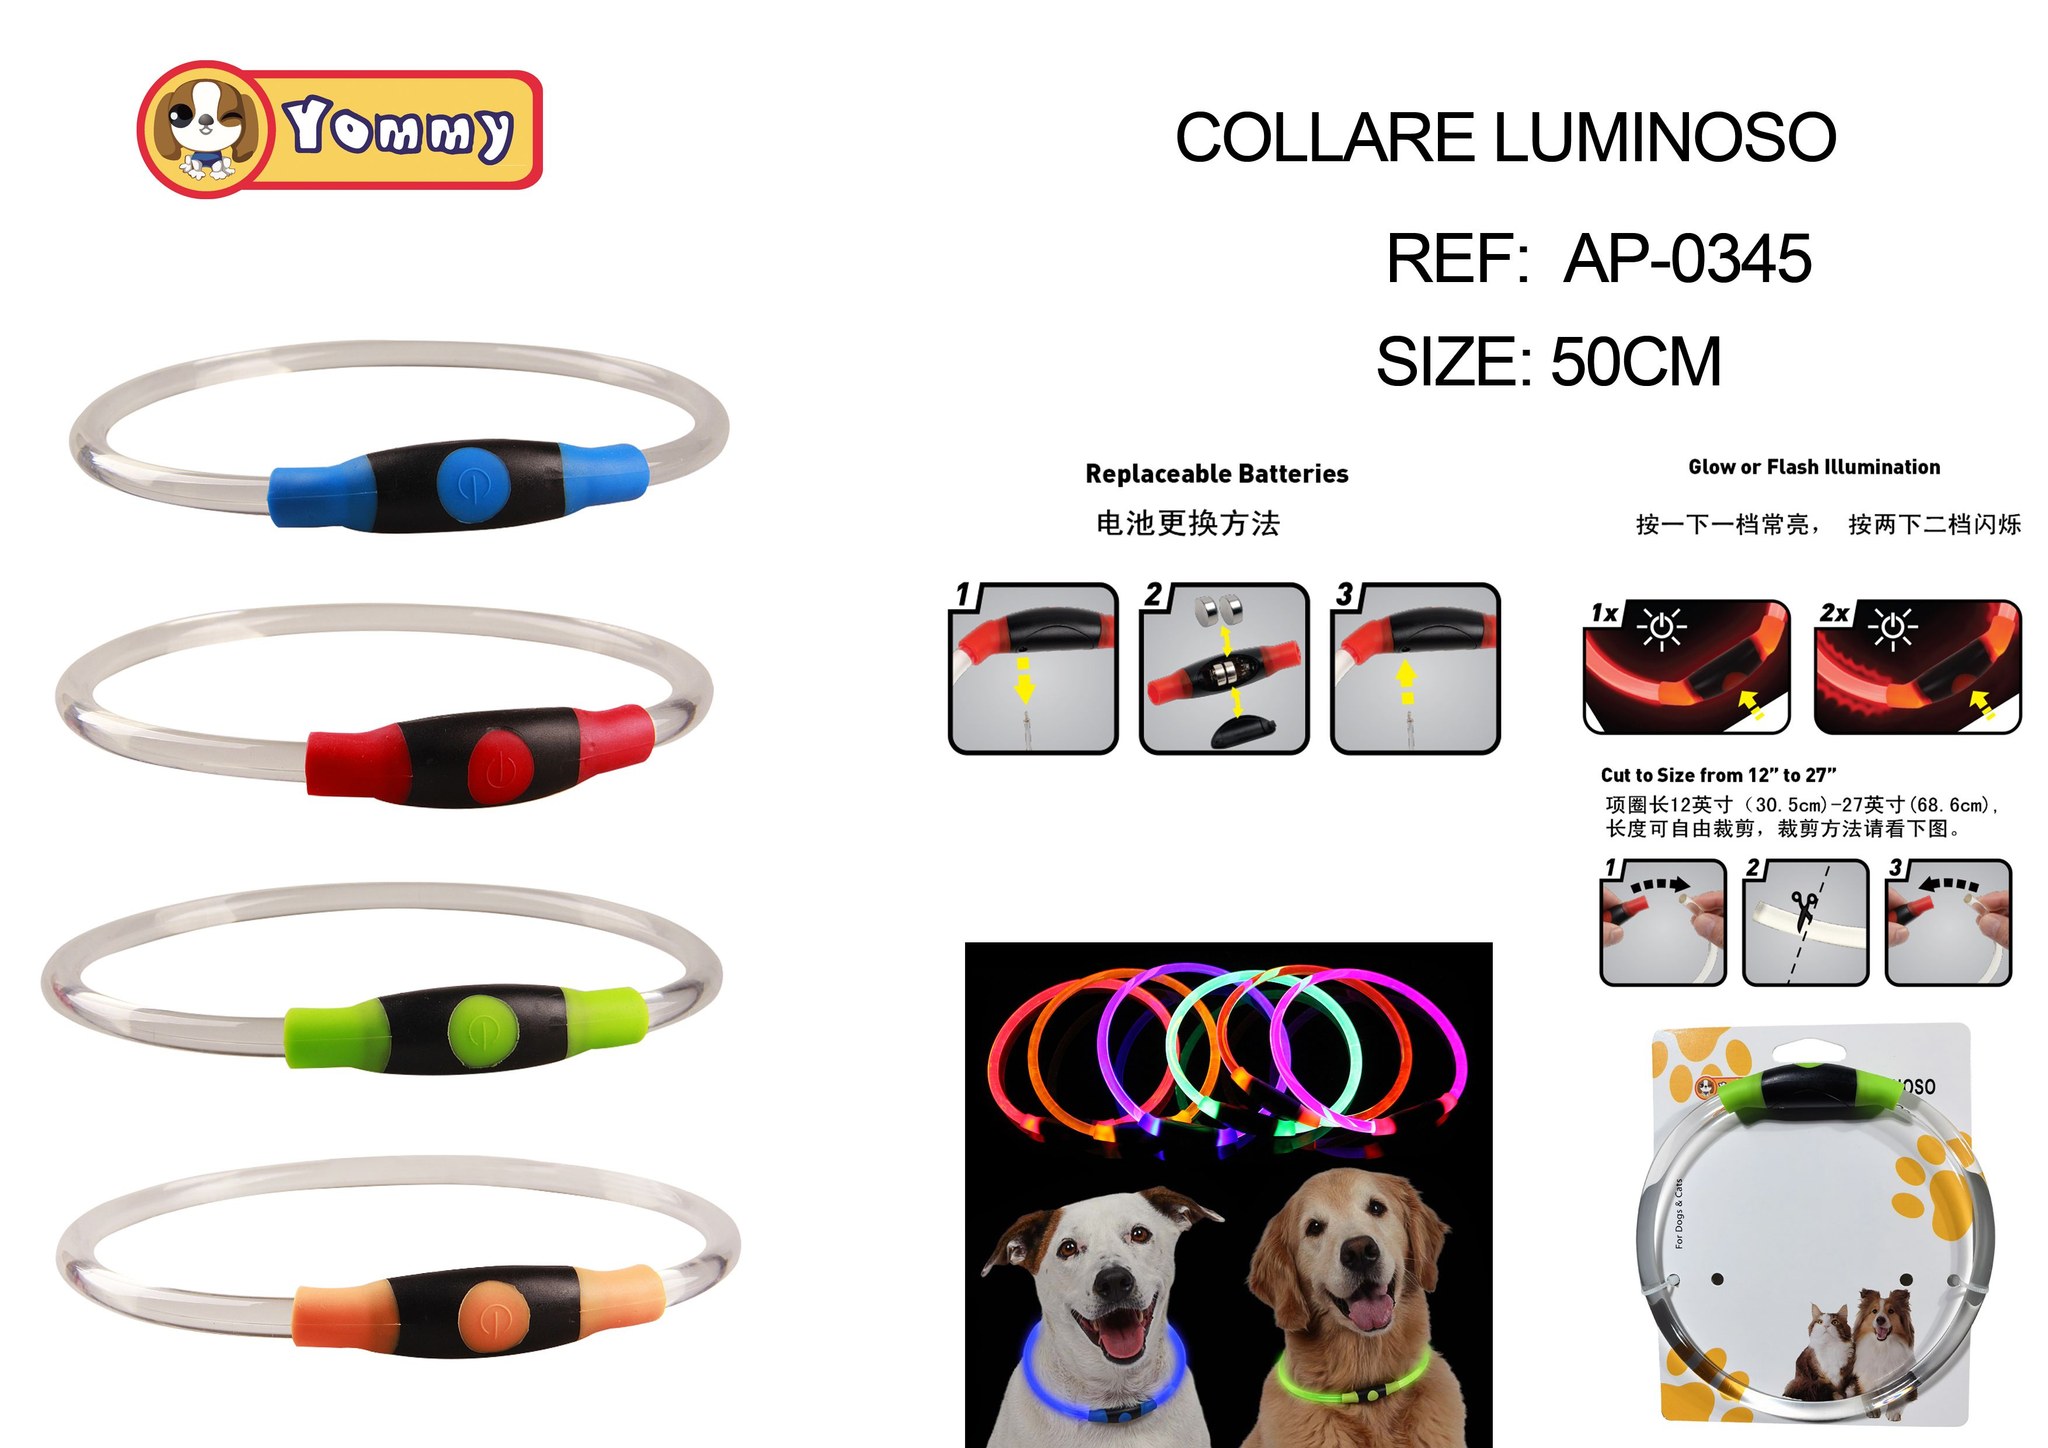 Yommy
COLLARE LUMINOSO
REF: AP-0345
SIZE: 50CM
Replaceable Batteries
电池更换方法
1
2
3
Glow or Flash Illumination
按一下一档常亮， 按两下二档闪烁
1x
2x
Cut to Size from 12” to 27”
项圈长12英寸（30.5cm)-27英寸(68.6cm),
长度可自由裁剪，裁剪方法请看下图。
1
2
3
NOSO
For Dogs & Cats